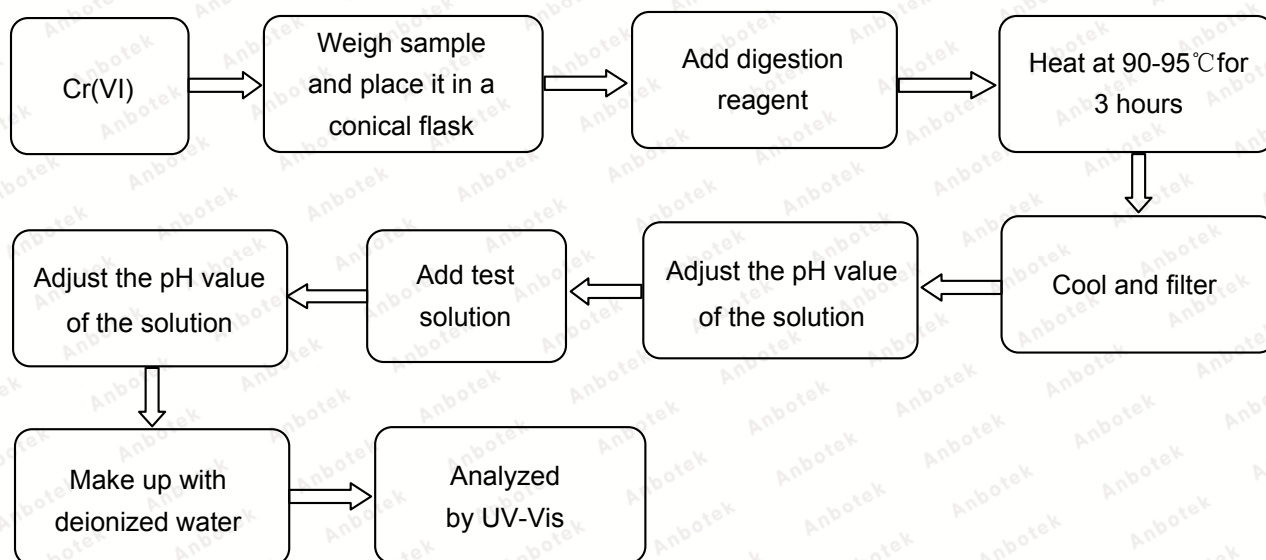 Cr(VI)
Weigh sample
and place it in a
conical flask
Add digestion
reagent
Heat at 90-95℃for
3 hours
Cool and filter
Adjust the pH value
of the solution
Add test
solution
Adjust the pH value
of the solution
Make up with
deionized water
Analyzed
by UV-Vis
Anbotek